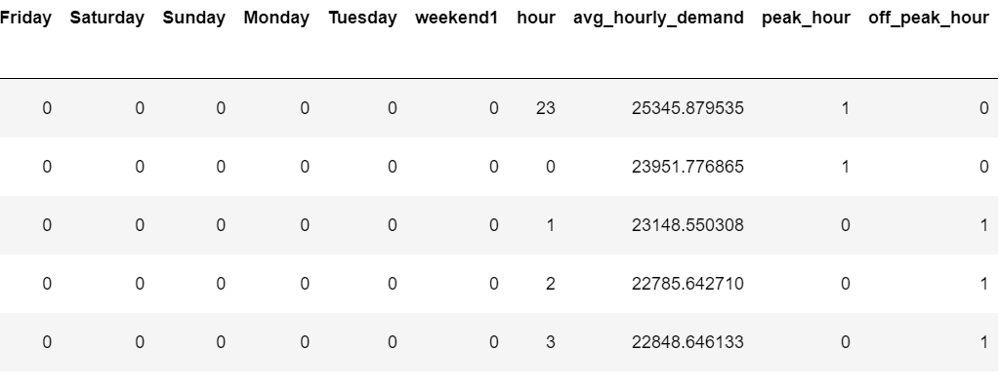 Friday Saturday Sunday Monday Tuesday weekend1 hour avg_hourly_demand peak_hour off_peak_hour
0 0 0 0 0 0 23 25345.879535 1 0
0 0 0 0 0 0 0 23951.776865 1 0
0 0 0 0 0 0 1 23148.550308 0 1
0 0 0 0 0 0 2 22785.642710 0 1
0 0 0 0 0 0 3 22848.646133 0 1